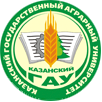 КАЗАНСКИЙ ГОСУДАРСТВЕННЫЙ АГРАРНЫЙ УНИВЕРСИТЕТ
КАЗАНСКИЙ
ГАУ